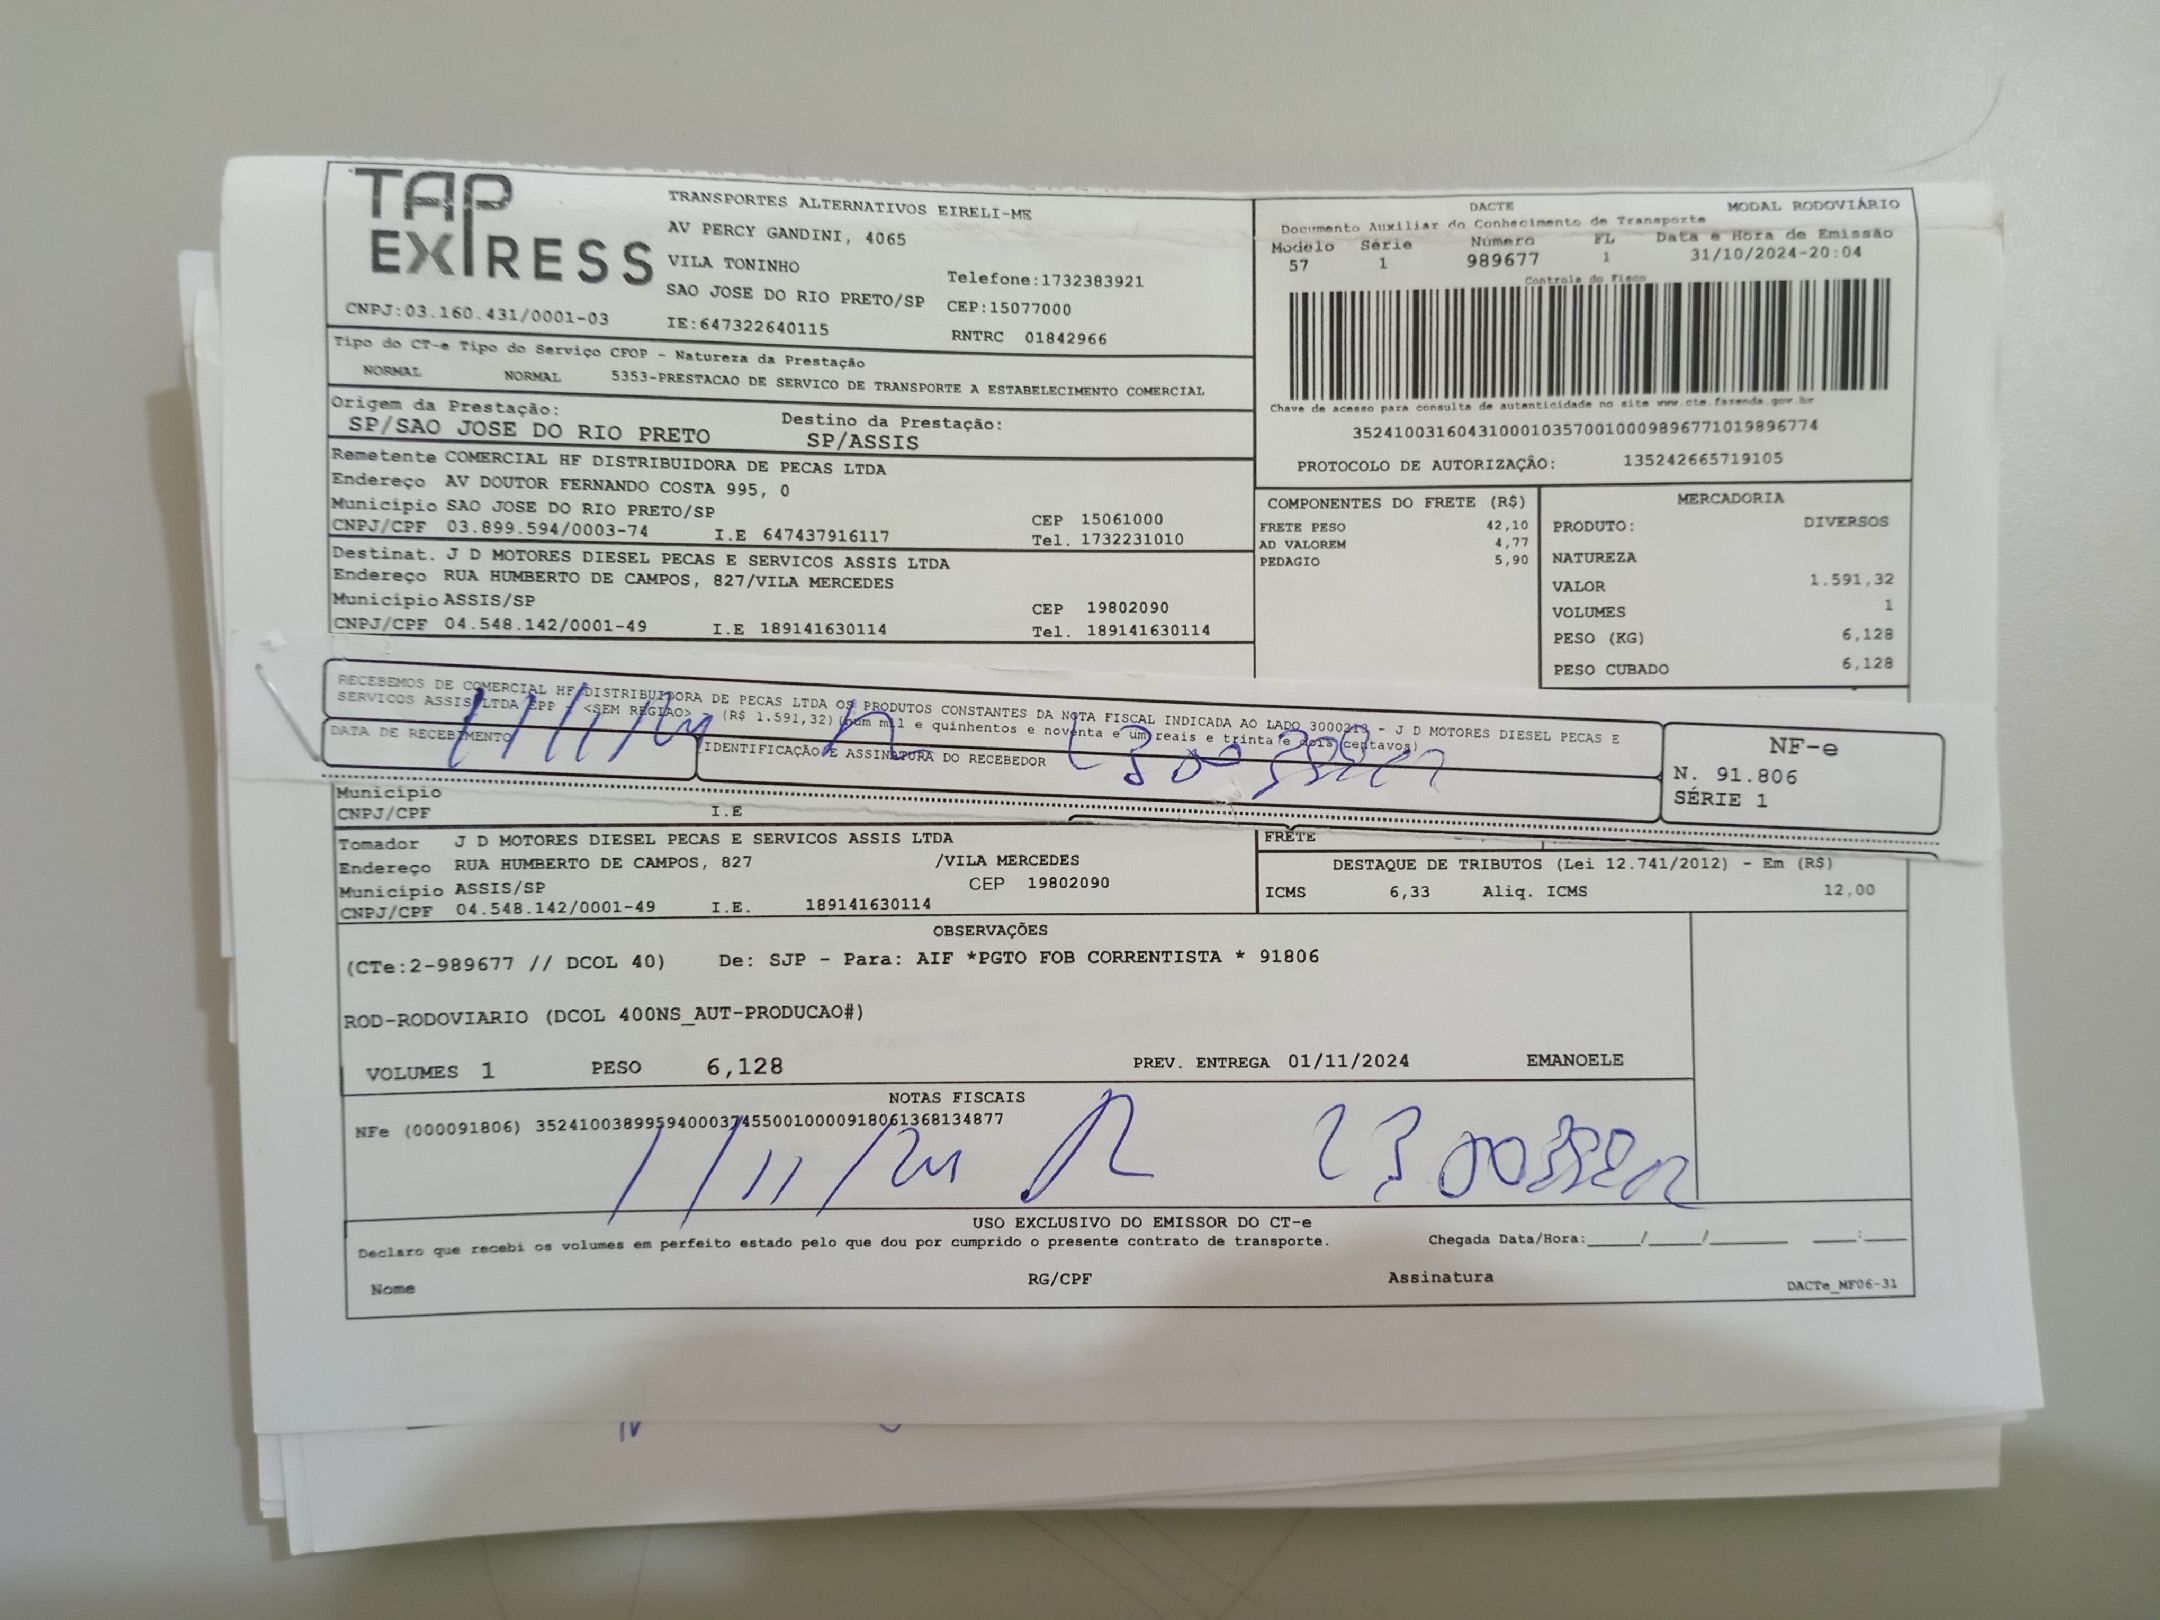 TAP EXPRESS
TRANSPORTES ALTERNATIVOS EIRELI-ME
AV PERCY GANDINI, 4065
VILA TONINHO
Telefone:1732383921
SAO JOSE DO RIO PRETO/SP CEP:15077000
CNPJ:03.160.431/0001-03 IE:647322640115 RNTRC 01842966
DACTE MODAL RODOVIÁRIO
Documento Auxiliar do Conhecimento de Transporte
Modelo Série Número FL Data e Hora de Emissão
57 1 989677 1 31/10/2024-20:04
Controle do Fisco
Chave de acesso para consulta de autenticidade no site www.cte.fazenda.gov.br
35241003160431000103570010009896771019896774
PROTOCOLO DE AUTORIZAÇÃO: 135242665719105
Tipo do CT-e Tipo do Serviço CFOP - Natureza da Prestação
NORMAL NORMAL 5353-PRESTACAO DE SERVICO DE TRANSPORTE A ESTABELECIMENTO COMERCIAL
Origem da Prestação: Destino da Prestação:
SP/SAO JOSE DO RIO PRETO SP/ASSIS
Remetente COMERCIAL HF DISTRIBUIDORA DE PECAS LTDA
Endereço AV DOUTOR FERNANDO COSTA 995, 0
Município SAO JOSE DO RIO PRETO/SP CEP 15061000
CNPJ/CPF 03.899.594/0003-74 I.E 647437916117 Tel. 1732231010
Destinat. J D MOTORES DIESEL PECAS E SERVICOS ASSIS LTDA
Endereço RUA HUMBERTO DE CAMPOS, 827/VILA MERCEDES
Município ASSIS/SP CEP 19802090
CNPJ/CPF 04.548.142/0001-49 I.E 189141630114 Tel. 189141630114
COMPONENTES DO FRETE (R$)
FRETE PESO 42,10
AD VALOREM 4,77
PEDAGIO 5,90
MERCADORIA
PRODUTO: DIVERSOS
NATUREZA
VALOR 1.591,32
VOLUMES 1
PESO (KG) 6,128
PESO CUBADO 6,128
RECEBEMOS DE COMERCIAL HF DISTRIBUIDORA DE PECAS LTDA OS PRODUTOS CONSTANTES DA NOTA FISCAL INDICADA AO LADO 3000213 - J D MOTORES DIESEL PECAS E
SERVICOS ASSIS LTDA EPP - <SEM REGIAO> (R$ 1.591,32)(hum mil e quinhentos e noventa e um reais e trinta e dois centavos)
DATA DE RECEBIMENTO IDENTIFICAÇÃO E ASSINATURA DO RECEBEDOR
NF-e
N. 91.806
SÉRIE 1
Município
CNPJ/CPF I.E
Tomador J D MOTORES DIESEL PECAS E SERVICOS ASSIS LTDA
Endereço RUA HUMBERTO DE CAMPOS, 827 /VILA MERCEDES
Município ASSIS/SP CEP 19802090
CNPJ/CPF 04.548.142/0001-49 I.E. 189141630114
FRETE
DESTAQUE DE TRIBUTOS (Lei 12.741/2012) - Em (R$)
ICMS 6,33 Aliq. ICMS 12,00
OBSERVAÇÕES
(CTe:2-989677 // DCOL 40) De: SJP - Para: AIF *PGTO FOB CORRENTISTA * 91806
ROD-RODOVIARIO (DCOL 400NS_AUT-PRODUCAO#)
VOLUMES 1 PESO 6,128 PREV. ENTREGA 01/11/2024 EMANOELE
NOTAS FISCAIS
NFe (000091806) 35241003899594000374550010000918061368134877
USO EXCLUSIVO DO EMISSOR DO CT-e
Declaro que recebi os volumes em perfeito estado pelo que dou por cumprido o presente contrato de transporte. Chegada Data/Hora:____/____/______ ___:___
Nome RG/CPF Assinatura DACTe_MF06-31